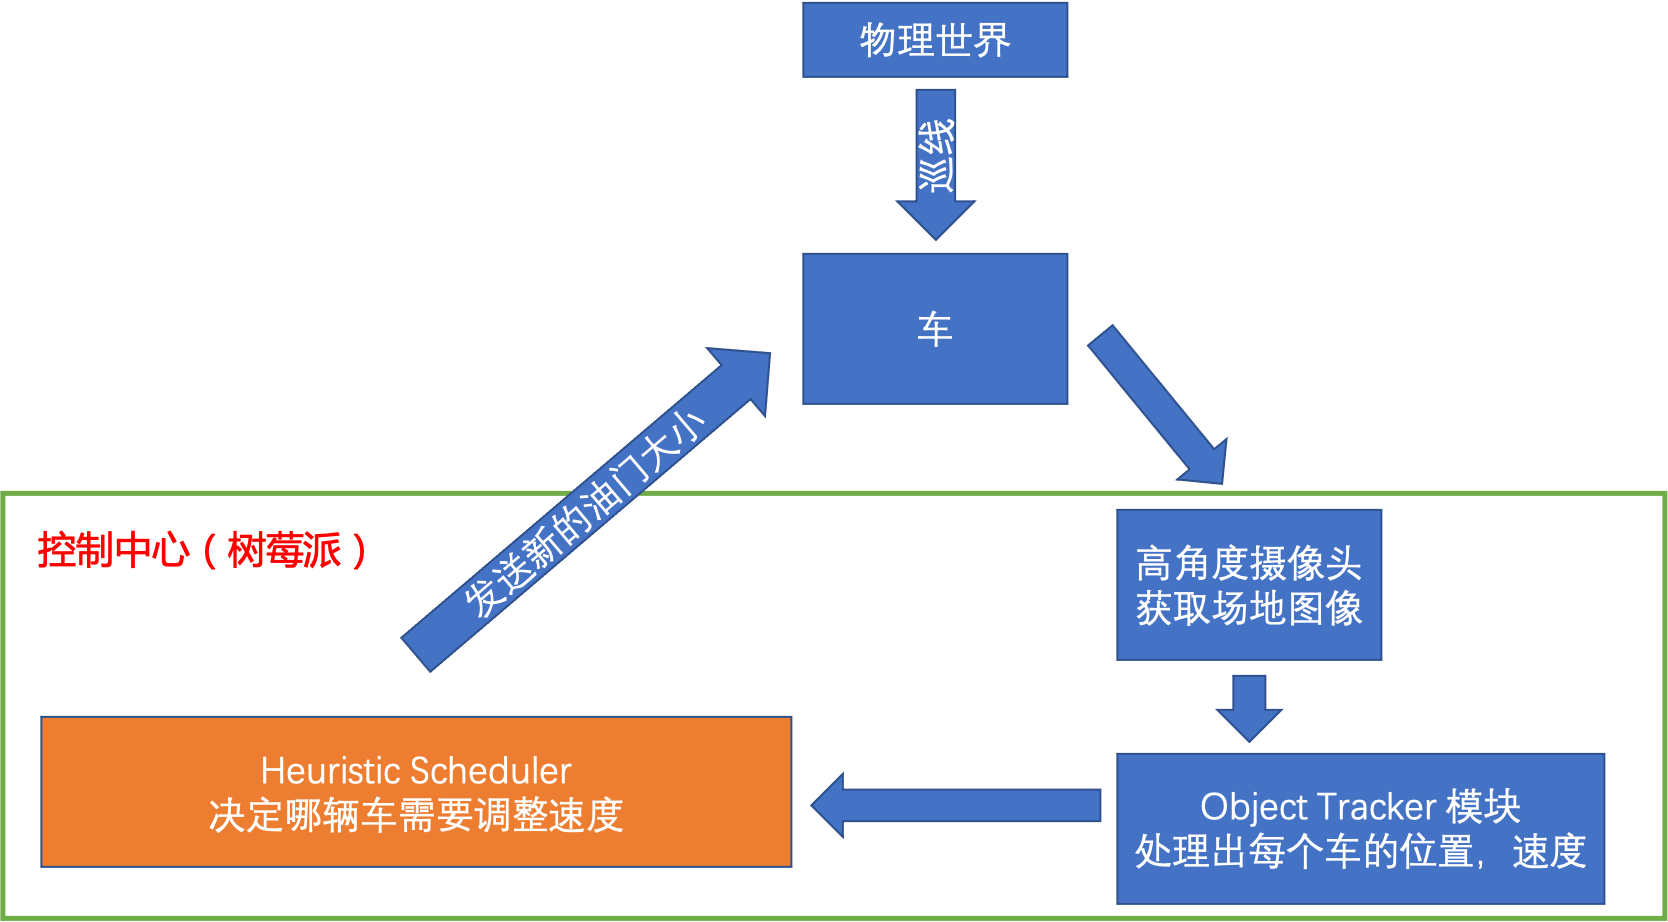 物理世界
巡线
车
发送新的油门大小
控制中心（树莓派）
高角度摄像头
获取场地图像
Heuristic Scheduler
决定哪辆车需要调整速度
Object Tracker 模块
处理出每个车的位置，速度